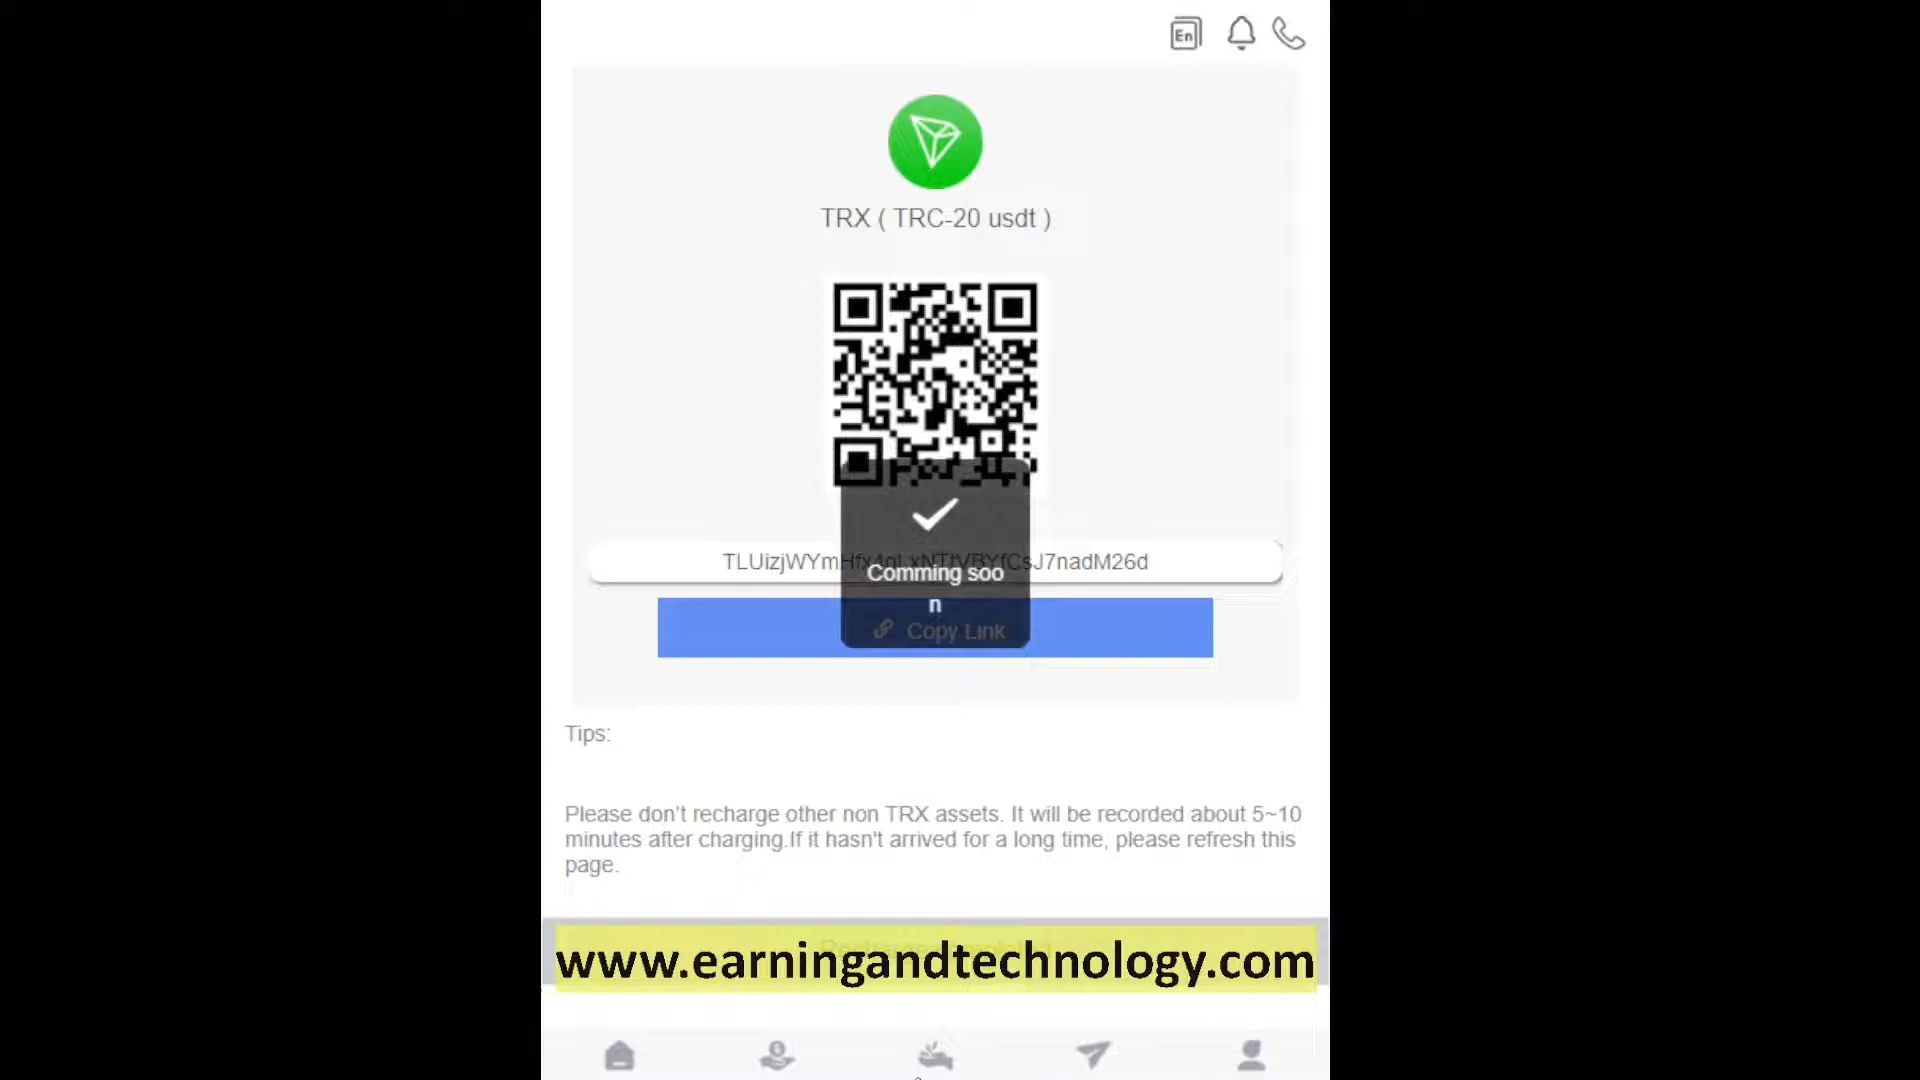 En
TRX ( TRC-20 usdt )
Comming soo
n
Copy Link
Tips:
Please don't recharge other non TRX assets. It will be recorded about 5~10
minutes after charging.If it hasn't arrived for a long time, please refresh this
page.
www.earningandtechnology.com